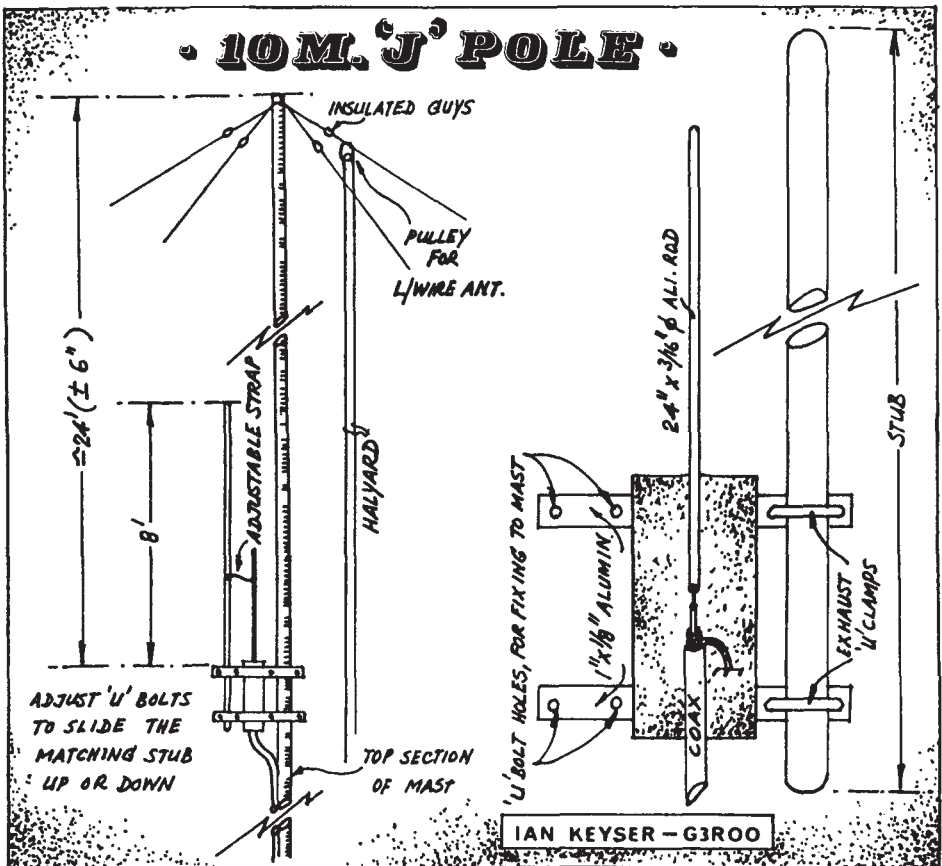 · 10M. 'J' POLE ·
INSULATED GUYS
PULLEY
FOR
L/WIRE ANT.
≏24' (± 6")
8'
ADJUSTABLE STRAP
HALYARD
ADJUST 'U' BOLTS
TO SLIDE THE
MATCHING STUB
UP OR DOWN
TOP SECTION
OF MAST
24" x 3/16" ϕ ALI. ROD
STUB
'U' BOLT HOLES, FOR FIXING TO MAST
1" x 1/8" ALUMIN
COAX
EXHAUST
'U' CLAMPS
IAN KEYSER – G3ROO